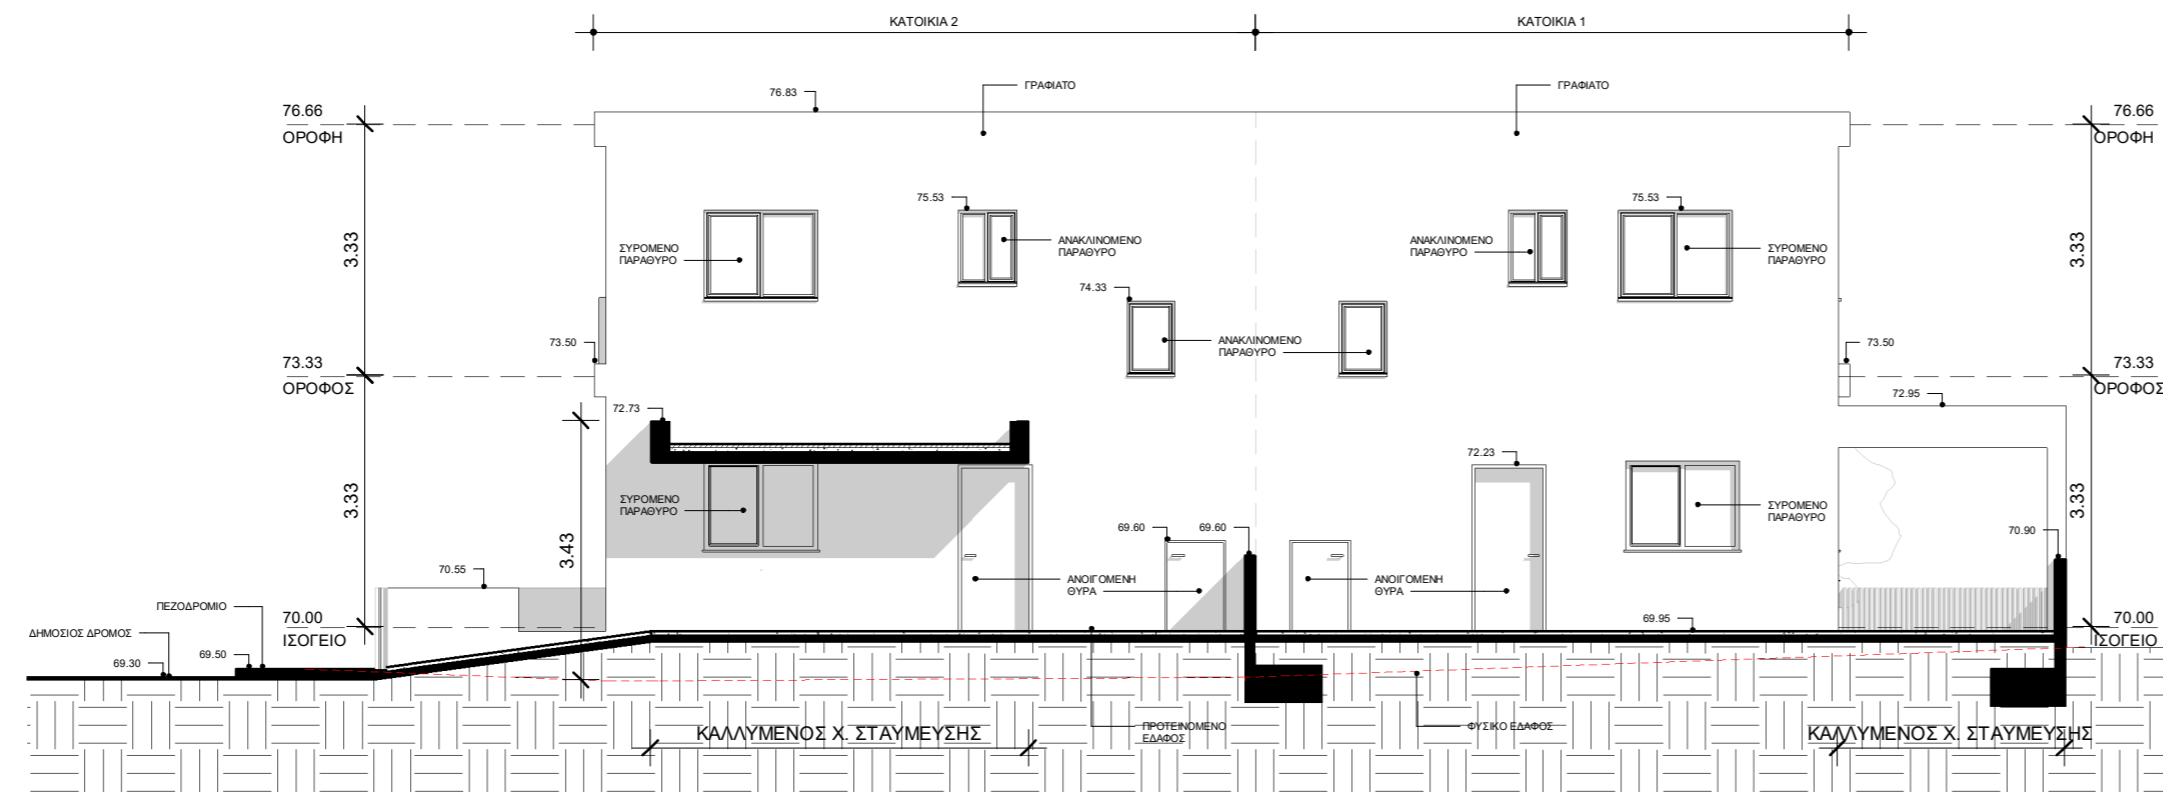 ΚΑΤΟΙΚΙΑ 2
ΚΑΤΟΙΚΙΑ 1
ΓΡΑΦΙΑΤΟ
ΓΡΑΦΙΑΤΟ
76.83
76.66
ΟΡΟΦΗ
76.66
ΟΡΟΦΗ
75.53
75.53
ΣΥΡΟΜΕΝΟ
ΠΑΡΑΘΥΡΟ
ΑΝΑΚΛΙΝΟΜΕΝΟ
ΠΑΡΑΘΥΡΟ
ΑΝΑΚΛΙΝΟΜΕΝΟ
ΠΑΡΑΘΥΡΟ
ΣΥΡΟΜΕΝΟ
ΠΑΡΑΘΥΡΟ
3.33
3.33
74.33
ΑΝΑΚΛΙΝΟΜΕΝΟ
ΠΑΡΑΘΥΡΟ
73.50
73.50
73.33
ΟΡΟΦΟΣ
73.33
ΟΡΟΦΟΣ
72.95
72.73
72.23
ΣΥΡΟΜΕΝΟ
ΠΑΡΑΘΥΡΟ
ΣΥΡΟΜΕΝΟ
ΠΑΡΑΘΥΡΟ
3.33
3.43
3.33
69.60
69.60
70.90
70.55
ΑΝΟΙΓΟΜΕΝΗ
ΘΥΡΑ
ΑΝΟΙΓΟΜΕΝΗ
ΘΥΡΑ
ΠΕΖΟΔΡΟΜΙΟ
70.00
ΙΣΟΓΕΙΟ
69.95
70.00
ΙΣΟΓΕΙΟ
ΔΗΜΟΣΙΟΣ ΔΡΟΜΟΣ
69.50
69.30
ΚΑΛΛΥΜΕΝΟΣ Χ. ΣΤΑΥΜΕΥΣΗΣ
ΠΡΟΤΕΙΝΟΜΕΝΟ
ΕΔΑΦΟΣ
ΦΥΣΙΚΟ ΕΔΑΦΟΣ
ΚΑΛΛΥΜΕΝΟΣ Χ. ΣΤΑΥΜΕΥΣΗΣ